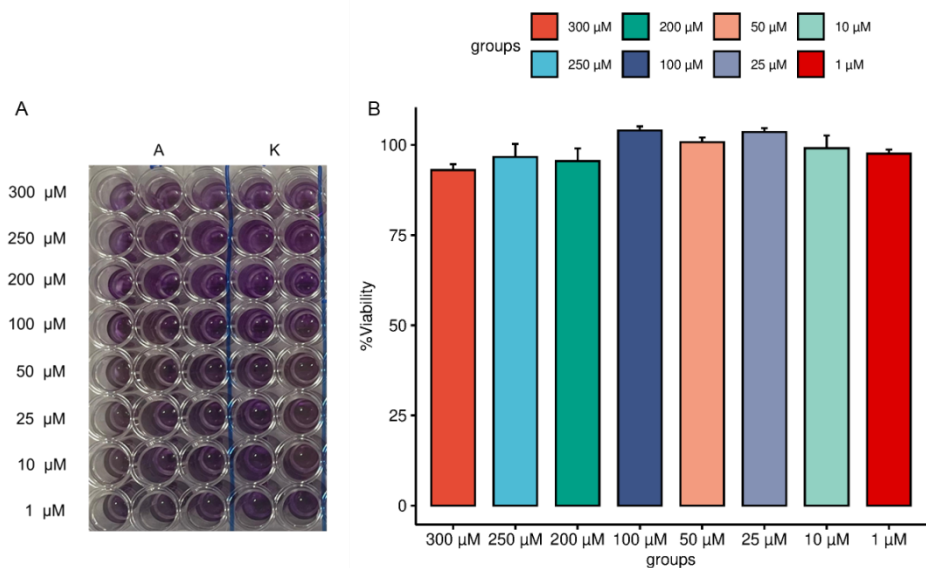 groups
300 µM
200 µM
50 µM
10 µM
250 µM
100 µM
25 µM
1 µM
A
A K
300 µM
250 µM
200 µM
100 µM
50 µM
25 µM
10 µM
1 µM
B
%Viability
100
75
50
25
0
300 µM 250 µM 200 µM 100 µM 50 µM 25 µM 10 µM 1 µM
groups